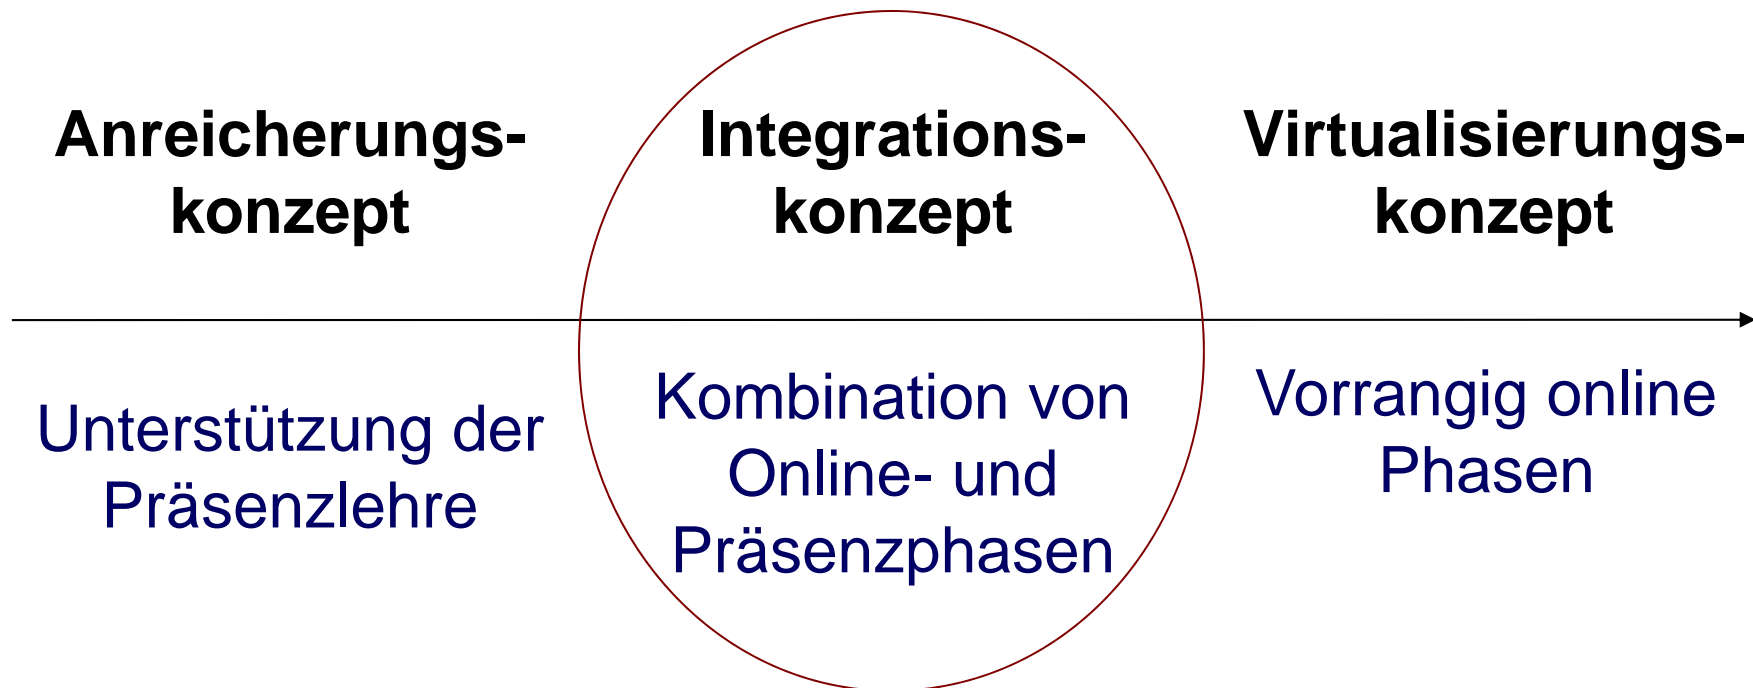 Anreicherungs-
konzept
Integrations-
konzept
Virtualisierungs-
konzept
Unterstützung der
Präsenzlehre
Kombination von
Online- und
Präsenzphasen
Vorrangig online
Phasen